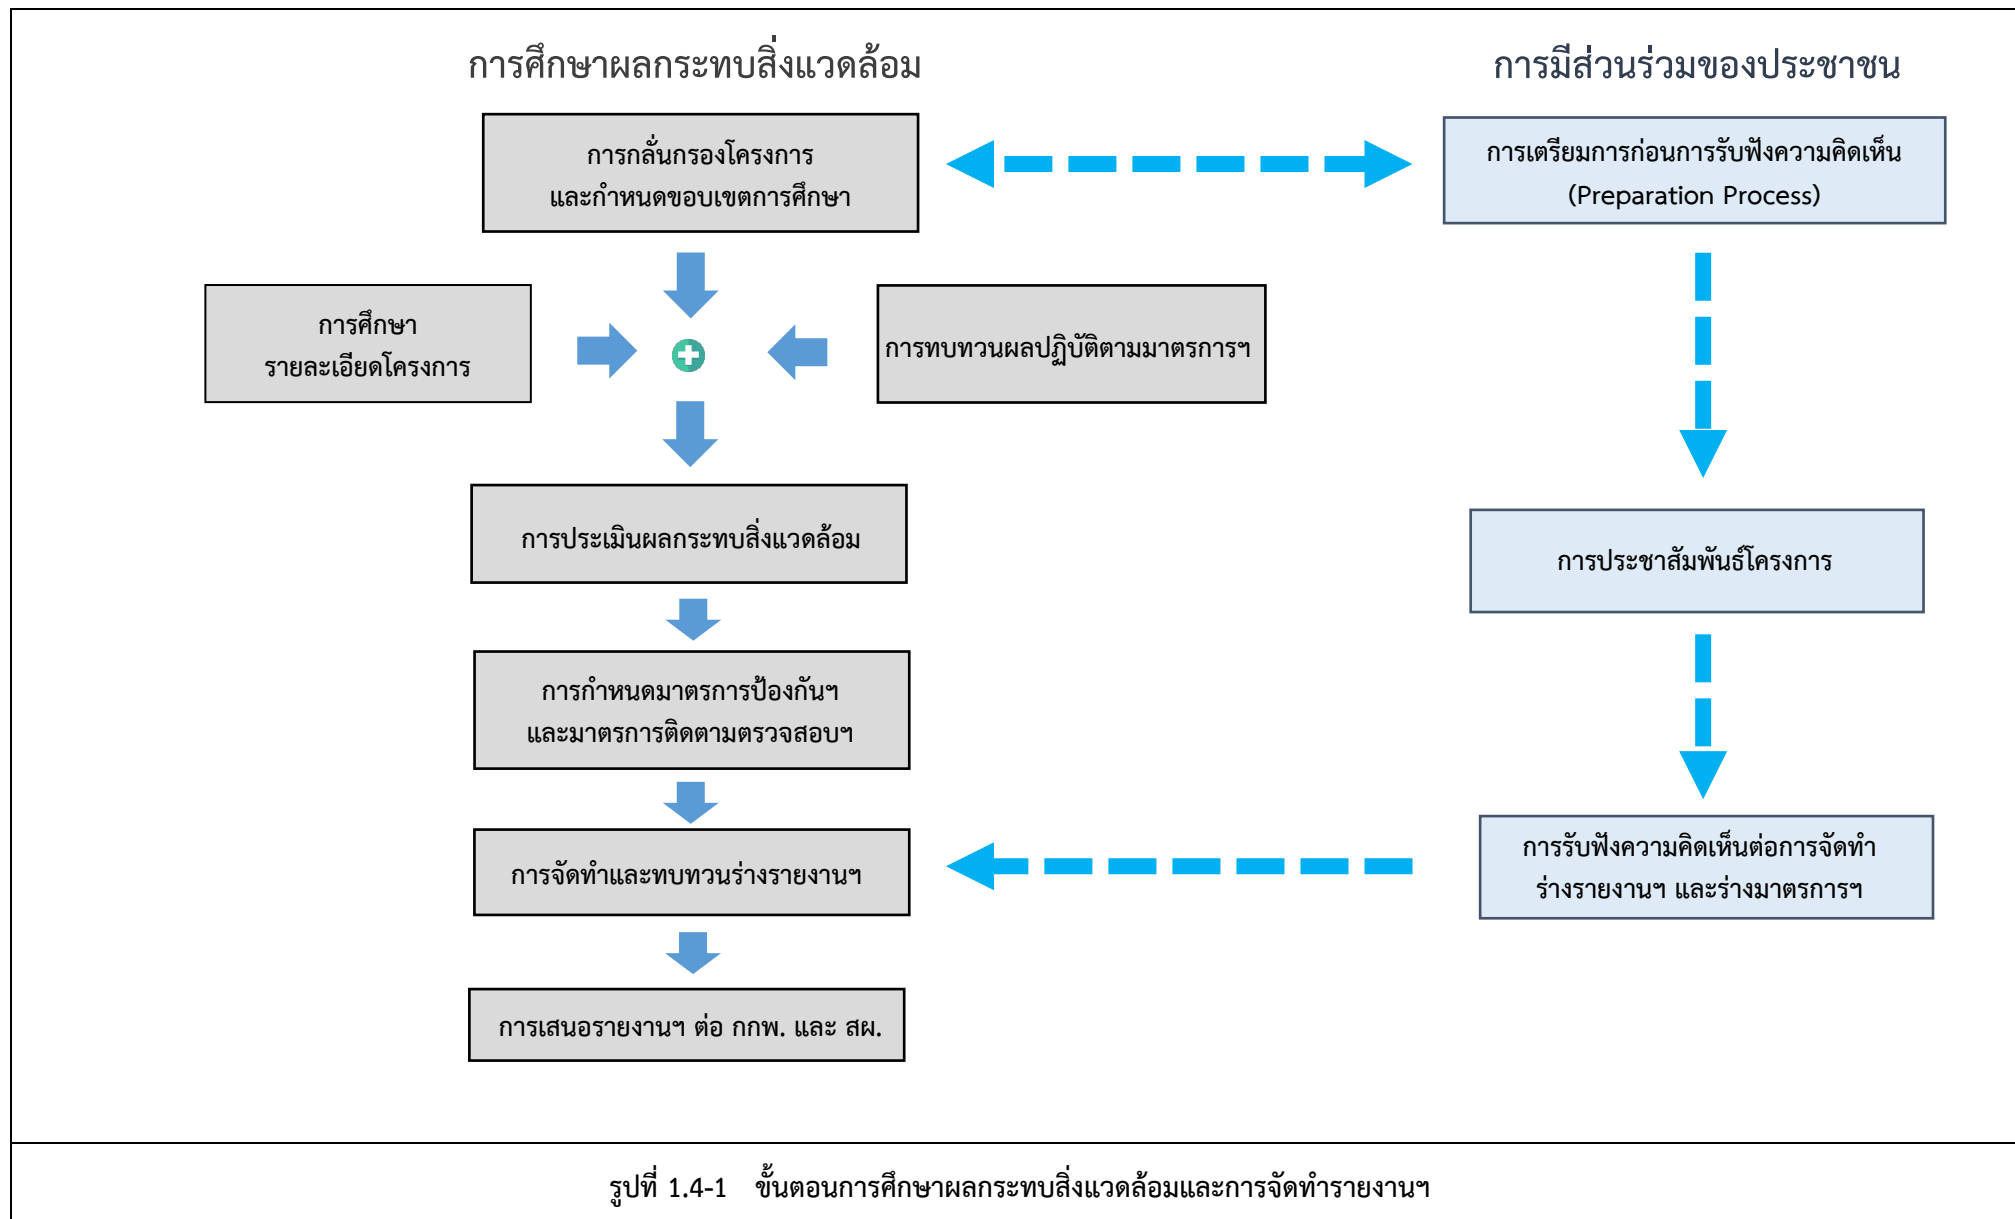 การศึกษาผลกระทบสิ่งแวดล้อม
การมีส่วนร่วมของประชาชน
การกลั่นกรองโครงการ
และกำหนดขอบเขตการศึกษา
การเตรียมการก่อนการรับฟังความคิดเห็น
(Preparation Process)
การศึกษา
รายละเอียดโครงการ
การทบทวนผลปฏิบัติตามมาตรการฯ
การประเมินผลกระทบสิ่งแวดล้อม
การประชาสัมพันธ์โครงการ
การกำหนดมาตรการป้องกันฯ
และมาตรการติดตามตรวจสอบฯ
การจัดทำและทบทวนร่างรายงานฯ
การรับฟังความคิดเห็นต่อการจัดทำ
ร่างรายงานฯ และร่างมาตรการฯ
การเสนอรายงานฯ ต่อ กกพ. และ สผ.
รูปที่ 1.4-1 ขั้นตอนการศึกษาผลกระทบสิ่งแวดล้อมและการจัดทำรายงานฯ